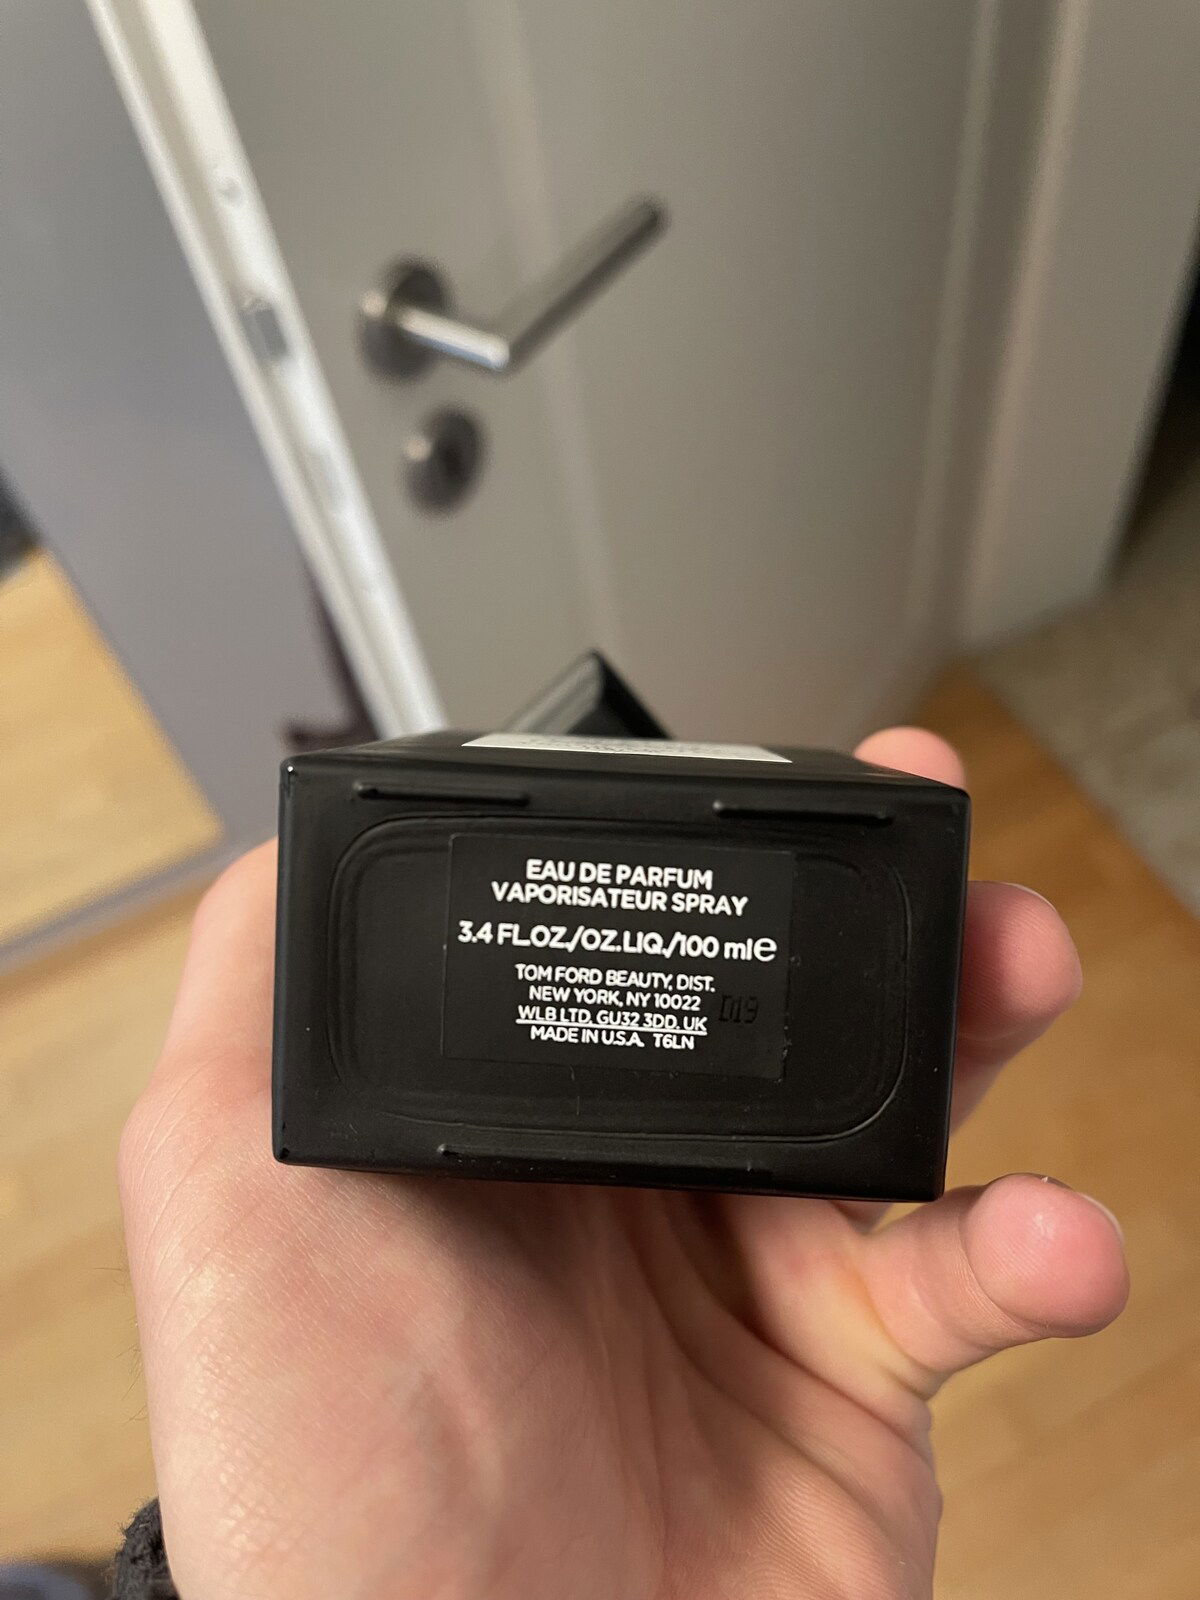 EAU DE PARFUM
VAPORISATEUR SPRAY
3.4 FL.OZ./OZ.LIQ./100 ml℮
TOM FORD BEAUTY, DIST.
NEW YORK, NY 10022
WLB LTD, GU32 3DD, UK
MADE IN U.S.A. T6LN
D19